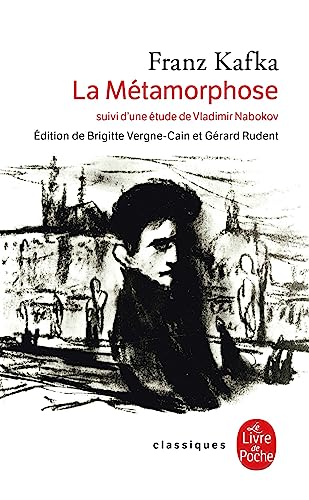 Franz Kafka
La Métamorphose
suivi d'une étude de Vladimir Nabokov
Édition de Brigitte Vergne-Cain et Gérard Rudent
classiques
Le
Livre
de
Poche